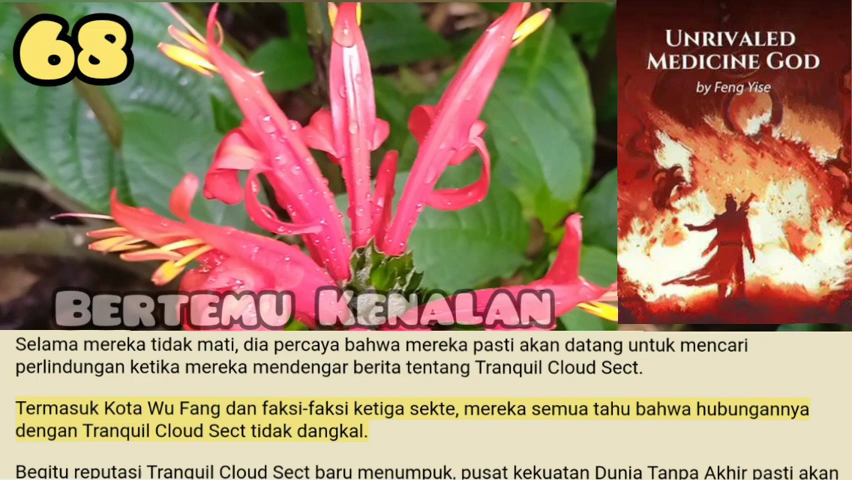 68
UNRIVALED
MEDICINE GOD
by Feng Yise
BERTEMU KENALAN
Selama mereka tidak mati, dia percaya bahwa mereka pasti akan datang untuk mencari
perlindungan ketika mereka mendengar berita tentang Tranquil Cloud Sect.
Termasuk Kota Wu Fang dan faksi-faksi ketiga sekte, mereka semua tahu bahwa hubungannya
dengan Tranquil Cloud Sect tidak dangkal.
Begitu reputasi Tranquil Cloud Sect baru menumpuk, pusat kekuatan Dunia Tanpa Akhir pasti akan